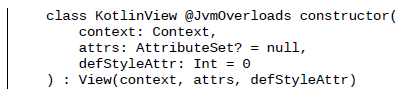 class KotlinView @JvmOverloads constructor(
    context: Context,
    attrs: AttributeSet? = null,
    defStyleAttr: Int = 0
) : View(context, attrs, defStyleAttr)